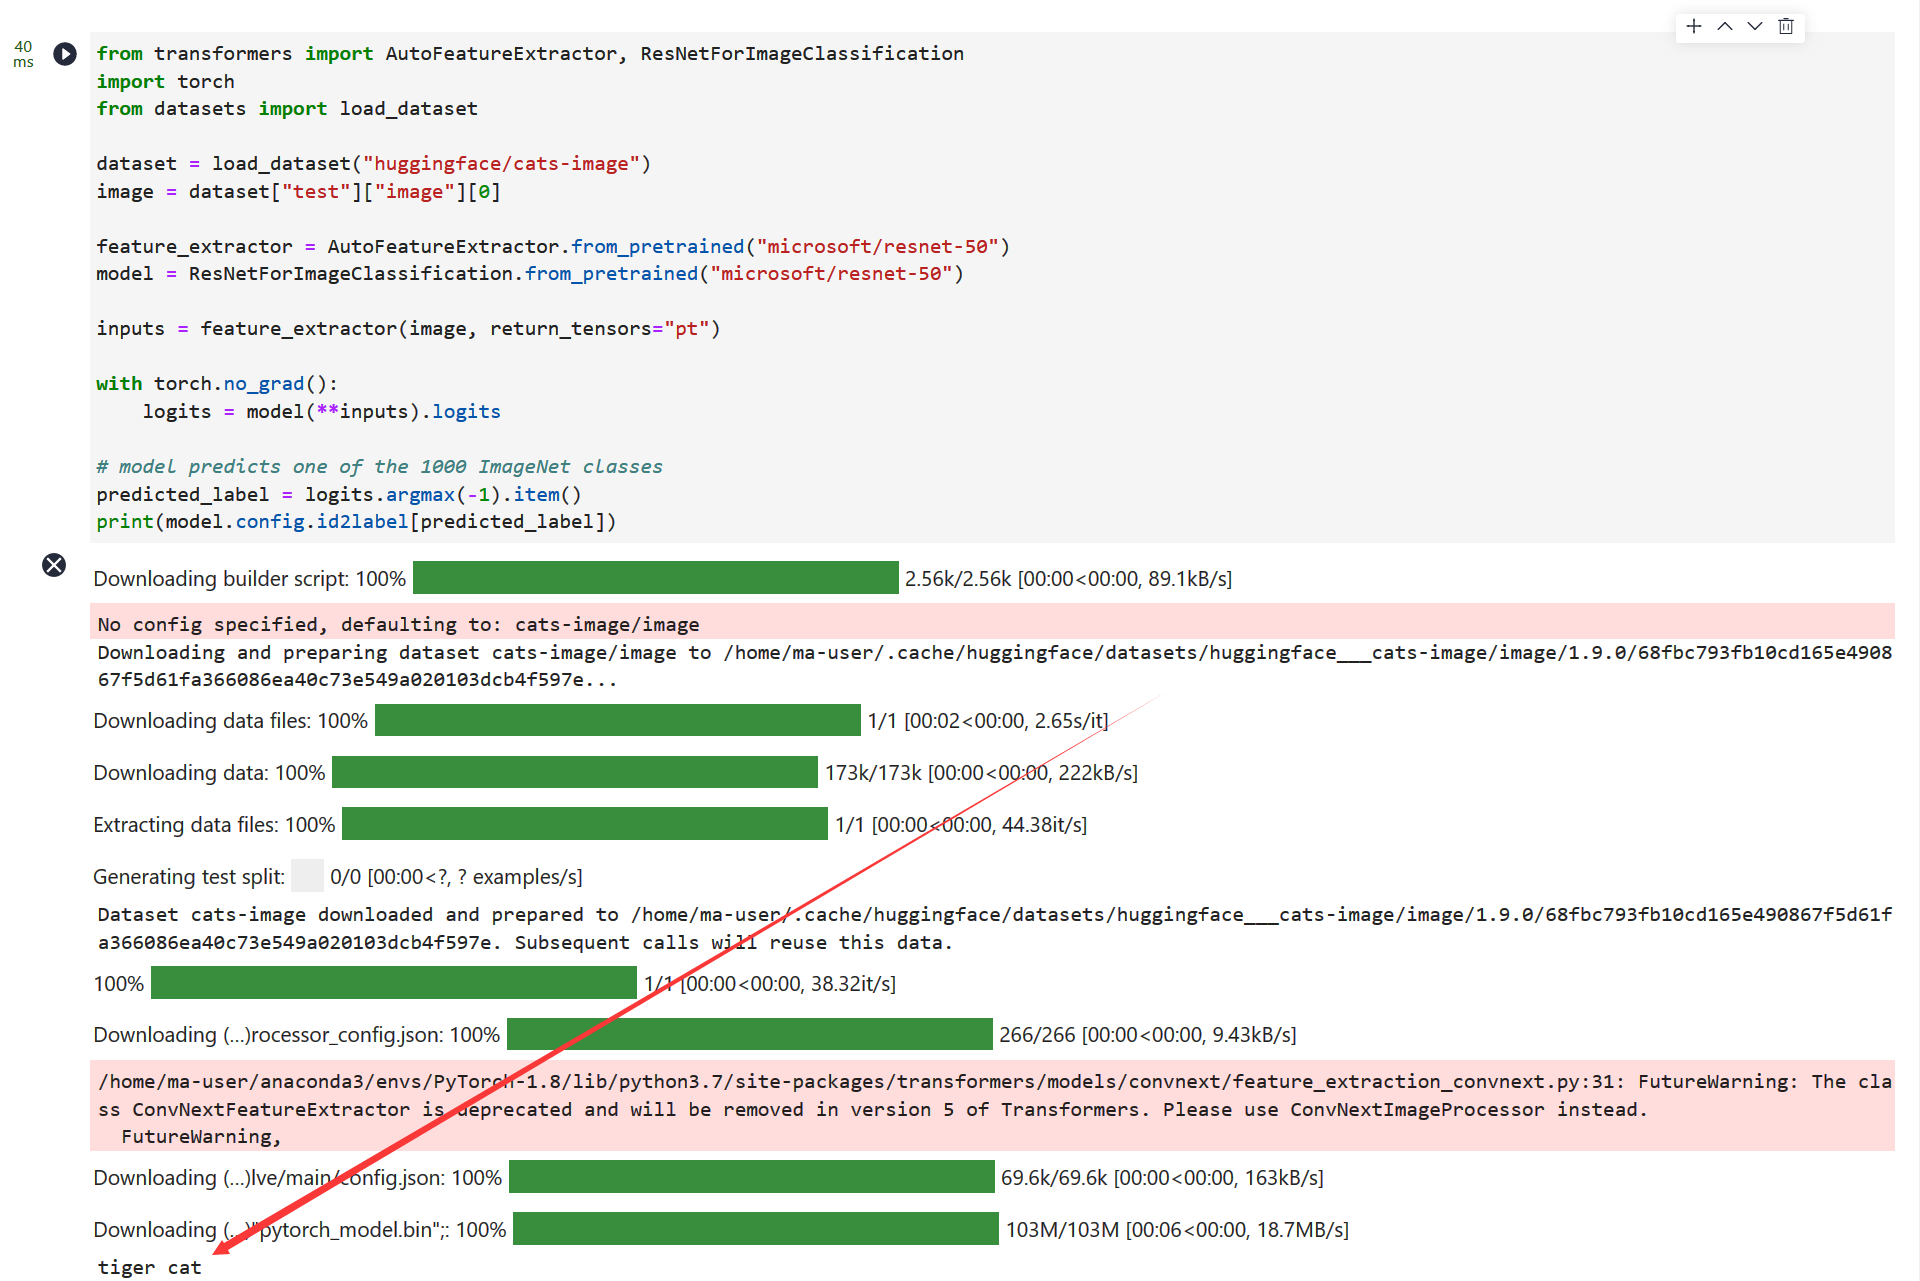 40
ms
from transformers import AutoFeatureExtractor, ResNetForImageClassification
import torch
from datasets import load_dataset
dataset = load_dataset("huggingface/cats-image")
image = dataset["test"]["image"][0]
feature_extractor = AutoFeatureExtractor.from_pretrained("microsoft/resnet-50")
model = ResNetForImageClassification.from_pretrained("microsoft/resnet-50")
inputs = feature_extractor(image, return_tensors="pt")
with torch.no_grad():
    logits = model(**inputs).logits
# model predicts one of the 1000 ImageNet classes
predicted_label = logits.argmax(-1).item()
print(model.config.id2label[predicted_label])
Downloading builder script: 100% 2.56k/2.56k [00:00<00:00, 89.1kB/s]
No config specified, defaulting to: cats-image/image
Downloading and preparing dataset cats-image/image to /home/ma-user/.cache/huggingface/datasets/huggingface___cats-image/image/1.9.0/68fbc793fb10cd165e4908
67f5d61fa366086ea40c73e549a020103dcb4f597e...
Downloading data files: 100% 1/1 [00:02<00:00, 2.65s/it]
Downloading data: 100% 173k/173k [00:00<00:00, 222kB/s]
Extracting data files: 100% 1/1 [00:00<00:00, 44.38it/s]
Generating test split: 0/0 [00:00<?, ? examples/s]
Dataset cats-image downloaded and prepared to /home/ma-user/.cache/huggingface/datasets/huggingface___cats-image/image/1.9.0/68fbc793fb10cd165e490867f5d61f
a366086ea40c73e549a020103dcb4f597e. Subsequent calls will reuse this data.
100% 1/1 [00:00<00:00, 38.32it/s]
Downloading (...)rocessor_config.json: 100% 266/266 [00:00<00:00, 9.43kB/s]
/home/ma-user/anaconda3/envs/PyTorch-1.8/lib/python3.7/site-packages/transformers/models/convnext/feature_extraction_convnext.py:31: FutureWarning: The cla
ss ConvNextFeatureExtractor is deprecated and will be removed in version 5 of Transformers. Please use ConvNextImageProcessor instead.
  FutureWarning,
Downloading (...)lve/main/config.json: 100% 69.6k/69.6k [00:00<00:00, 163kB/s]
Downloading (...)"pytorch_model.bin";: 100% 103M/103M [00:06<00:00, 18.7MB/s]
tiger cat